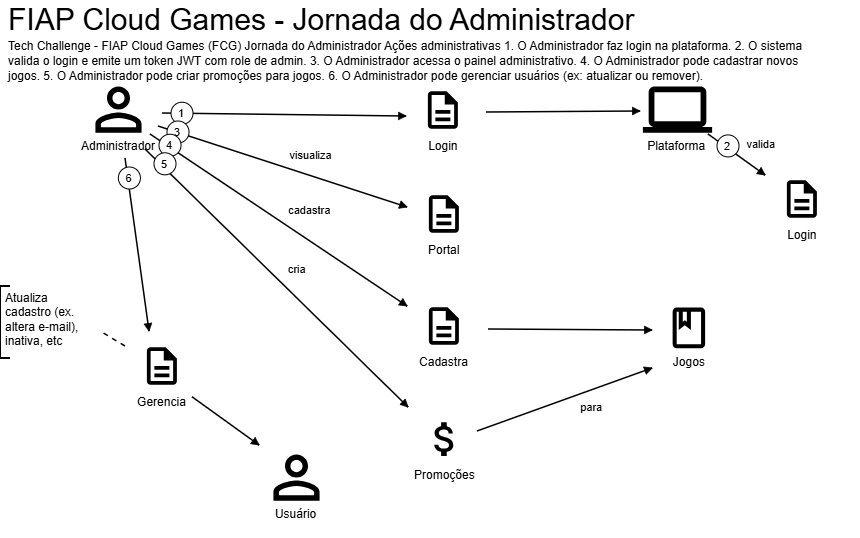 FIAP Cloud Games - Jornada do Administrador
Tech Challenge - FIAP Cloud Games (FCG) Jornada do Administrador Ações administrativas 1. O Administrador faz login na plataforma. 2. O sistema
valida o login e emite um token JWT com role de admin. 3. O Administrador acessa o painel administrativo. 4. O Administrador pode cadastrar novos
jogos. 5. O Administrador pode criar promoções para jogos. 6. O Administrador pode gerenciar usuários (ex: atualizar ou remover).
1
3
Administrador
4
5
6
Login
Plataforma
2
valida
Login
visualiza
cadastra
Portal
cria
Atualiza
cadastro (ex.
altera e-mail),
inativa, etc
Cadastra
Jogos
Gerencia
para
Promoções
Usuário